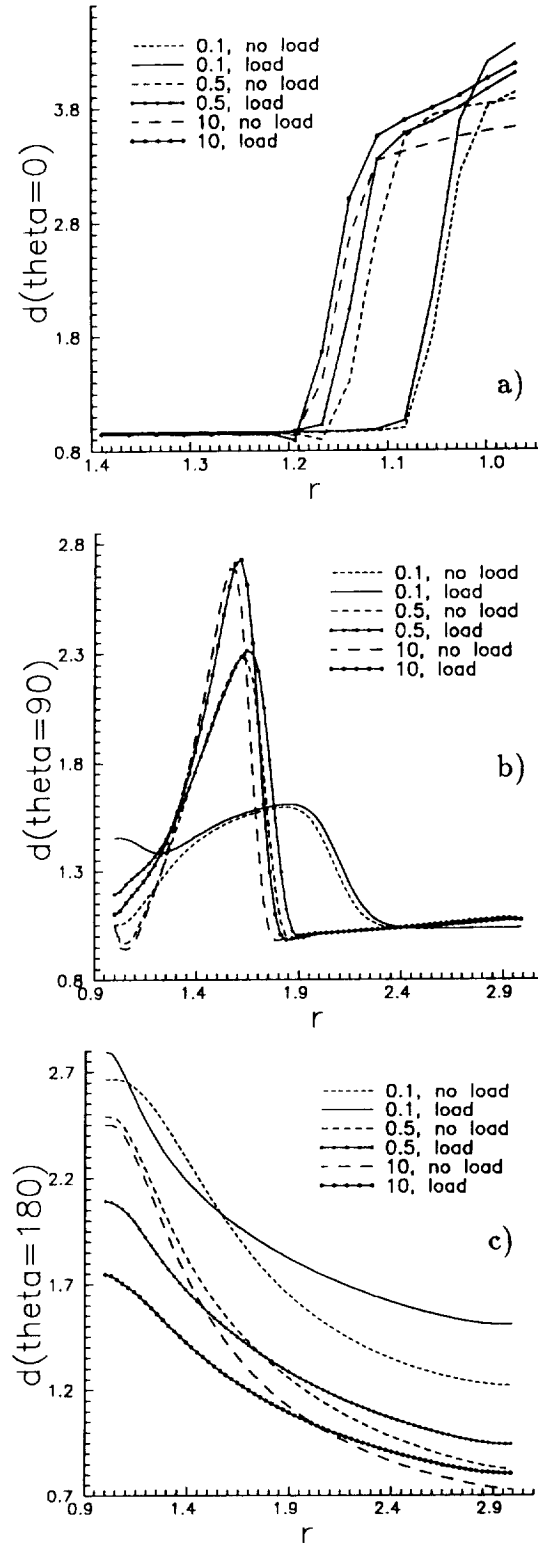 0.1, no load
0.1, load
0.5, no load
0.5, load
10, no load
10, load
d(theta=0)
3.8
2.8
1.8
0.8
1.4
1.3
1.2
1.1
1.0
r
a)
0.1, no load
0.1, load
0.5, no load
0.5, load
10, no load
10, load
d(theta=90)
2.8
2.3
1.8
1.3
0.8
0.9
1.4
1.9
2.4
2.9
r
b)
0.1, no load
0.1, load
0.5, no load
0.5, load
10, no load
10, load
d(theta=180)
2.7
2.2
1.7
1.2
0.7
0.9
1.4
1.9
2.4
2.9
r
c)